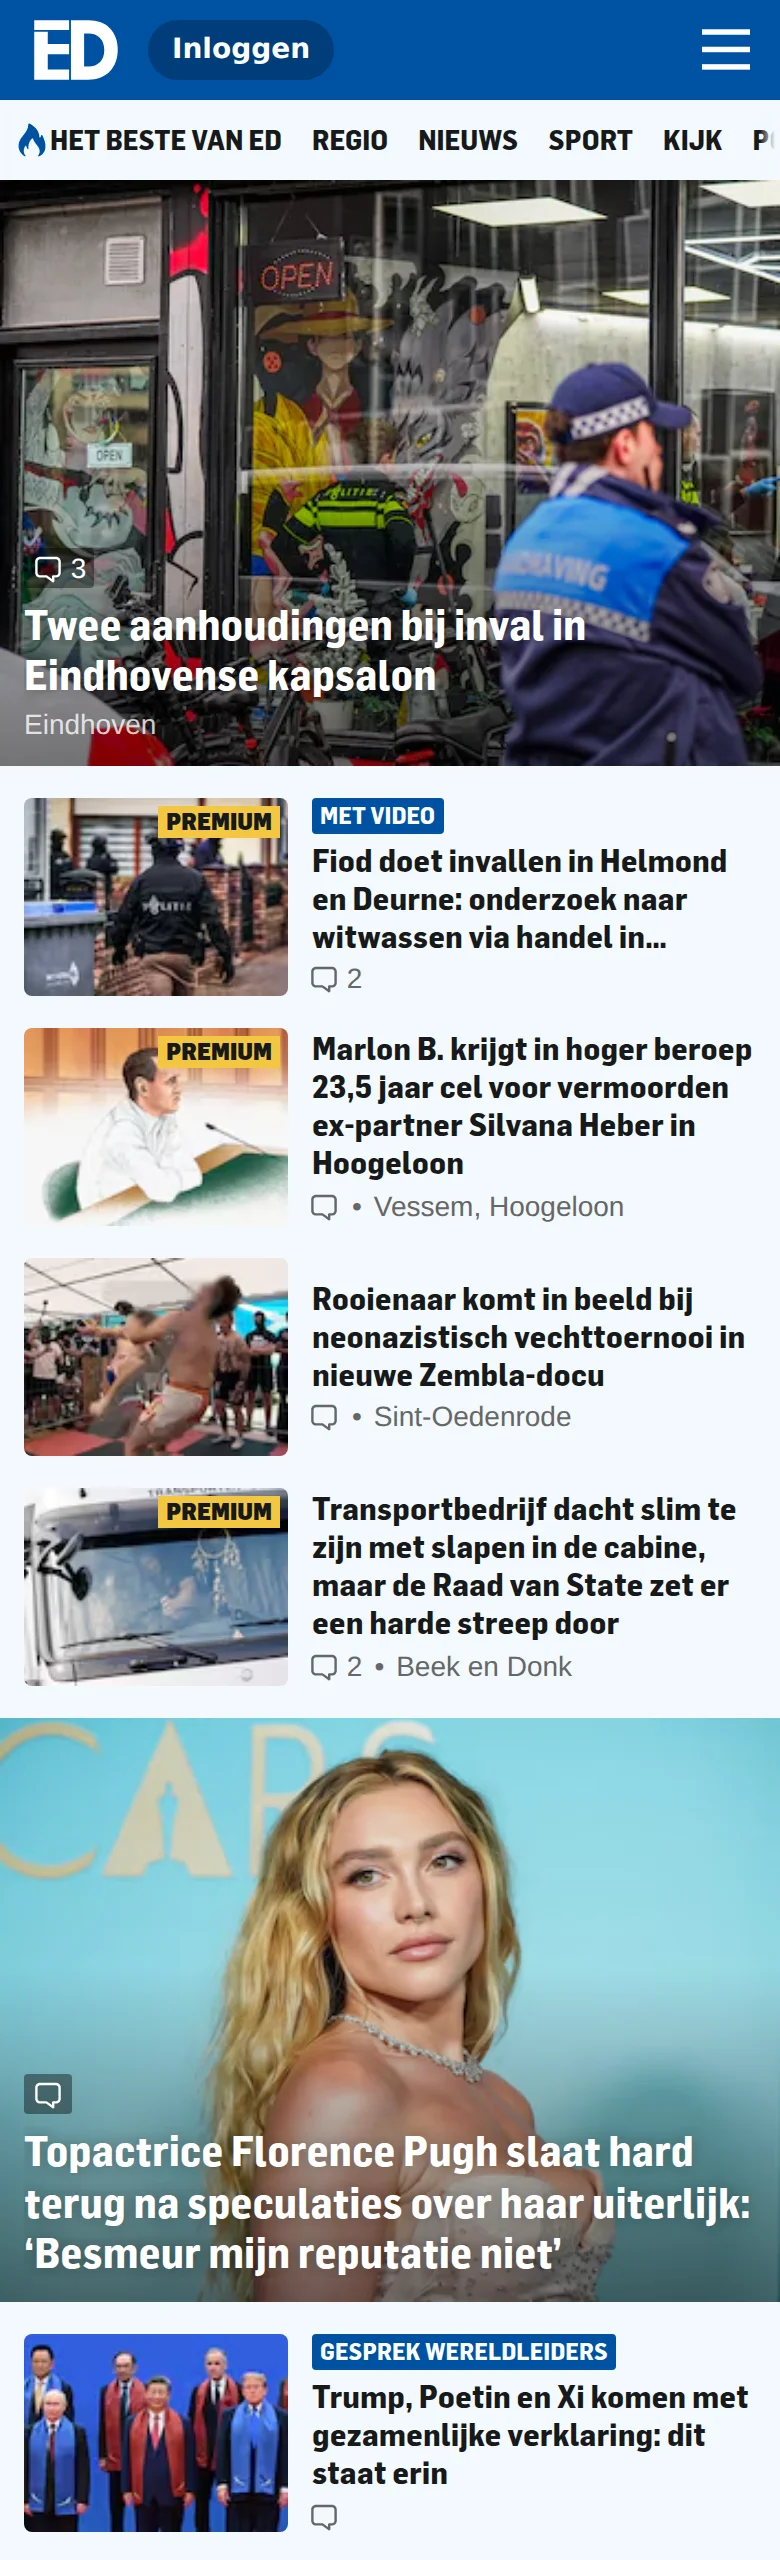 ED Inloggen
HET BESTE VAN ED REGIO NIEUWS SPORT KIJK
OPEN
OPEN
POLITIE
HANDHAVING
3
Twee aanhoudingen bij inval in
Eindhovense kapsalon
Eindhoven
PREMIUM
POLITIE
MET VIDEO
Fiod doet invallen in Helmond
en Deurne: onderzoek naar
witwassen via handel in...
2
PREMIUM
Marlon B. krijgt in hoger beroep
23,5 jaar cel voor vermoorden
ex-partner Silvana Heber in
Hoogeloon
• Vessem, Hoogeloon
Rooienaar komt in beeld bij
neonazistisch vechttoernooi in
nieuwe Zembla-docu
• Sint-Oedenrode
PREMIUM
Transportbedrijf dacht slim te
zijn met slapen in de cabine,
maar de Raad van State zet er
een harde streep door
2 • Beek en Donk
CARS
Topactrice Florence Pugh slaat hard
terug na speculaties over haar uiterlijk:
‘Besmeur mijn reputatie niet’
GESPREK WERELDLEIDERS
Trump, Poetin en Xi komen met
gezamenlijke verklaring: dit
staat erin